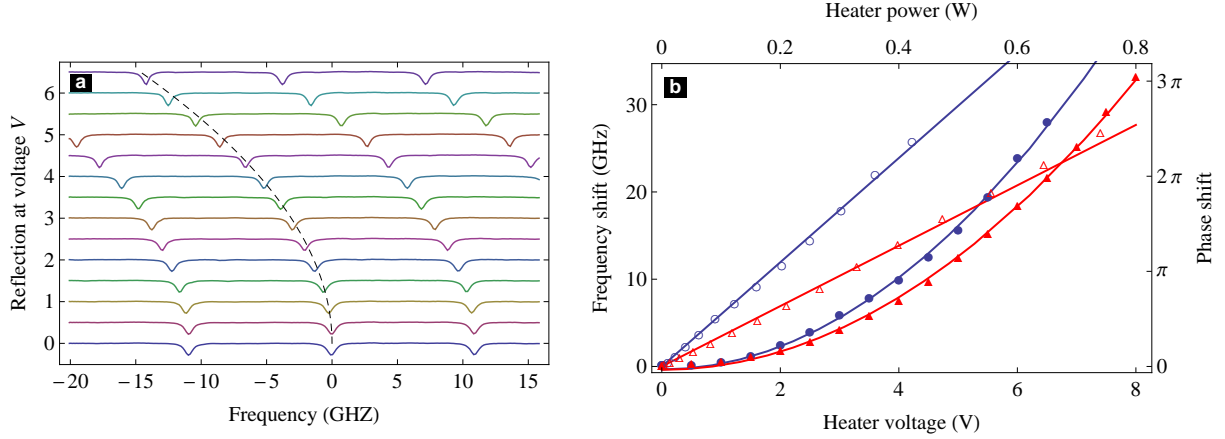 a
Reflection at voltage V
6
5
4
3
2
1
0
−20 −15 −10 −5 0 5 10 15
Frequency (GHZ)
Heater power (W)
0 0.2 0.4 0.6 0.8
b
Frequency shift (GHz)
30
20
10
0
3 π
2 π
π
0
Phase shift
0 2 4 6 8
Heater voltage (V)